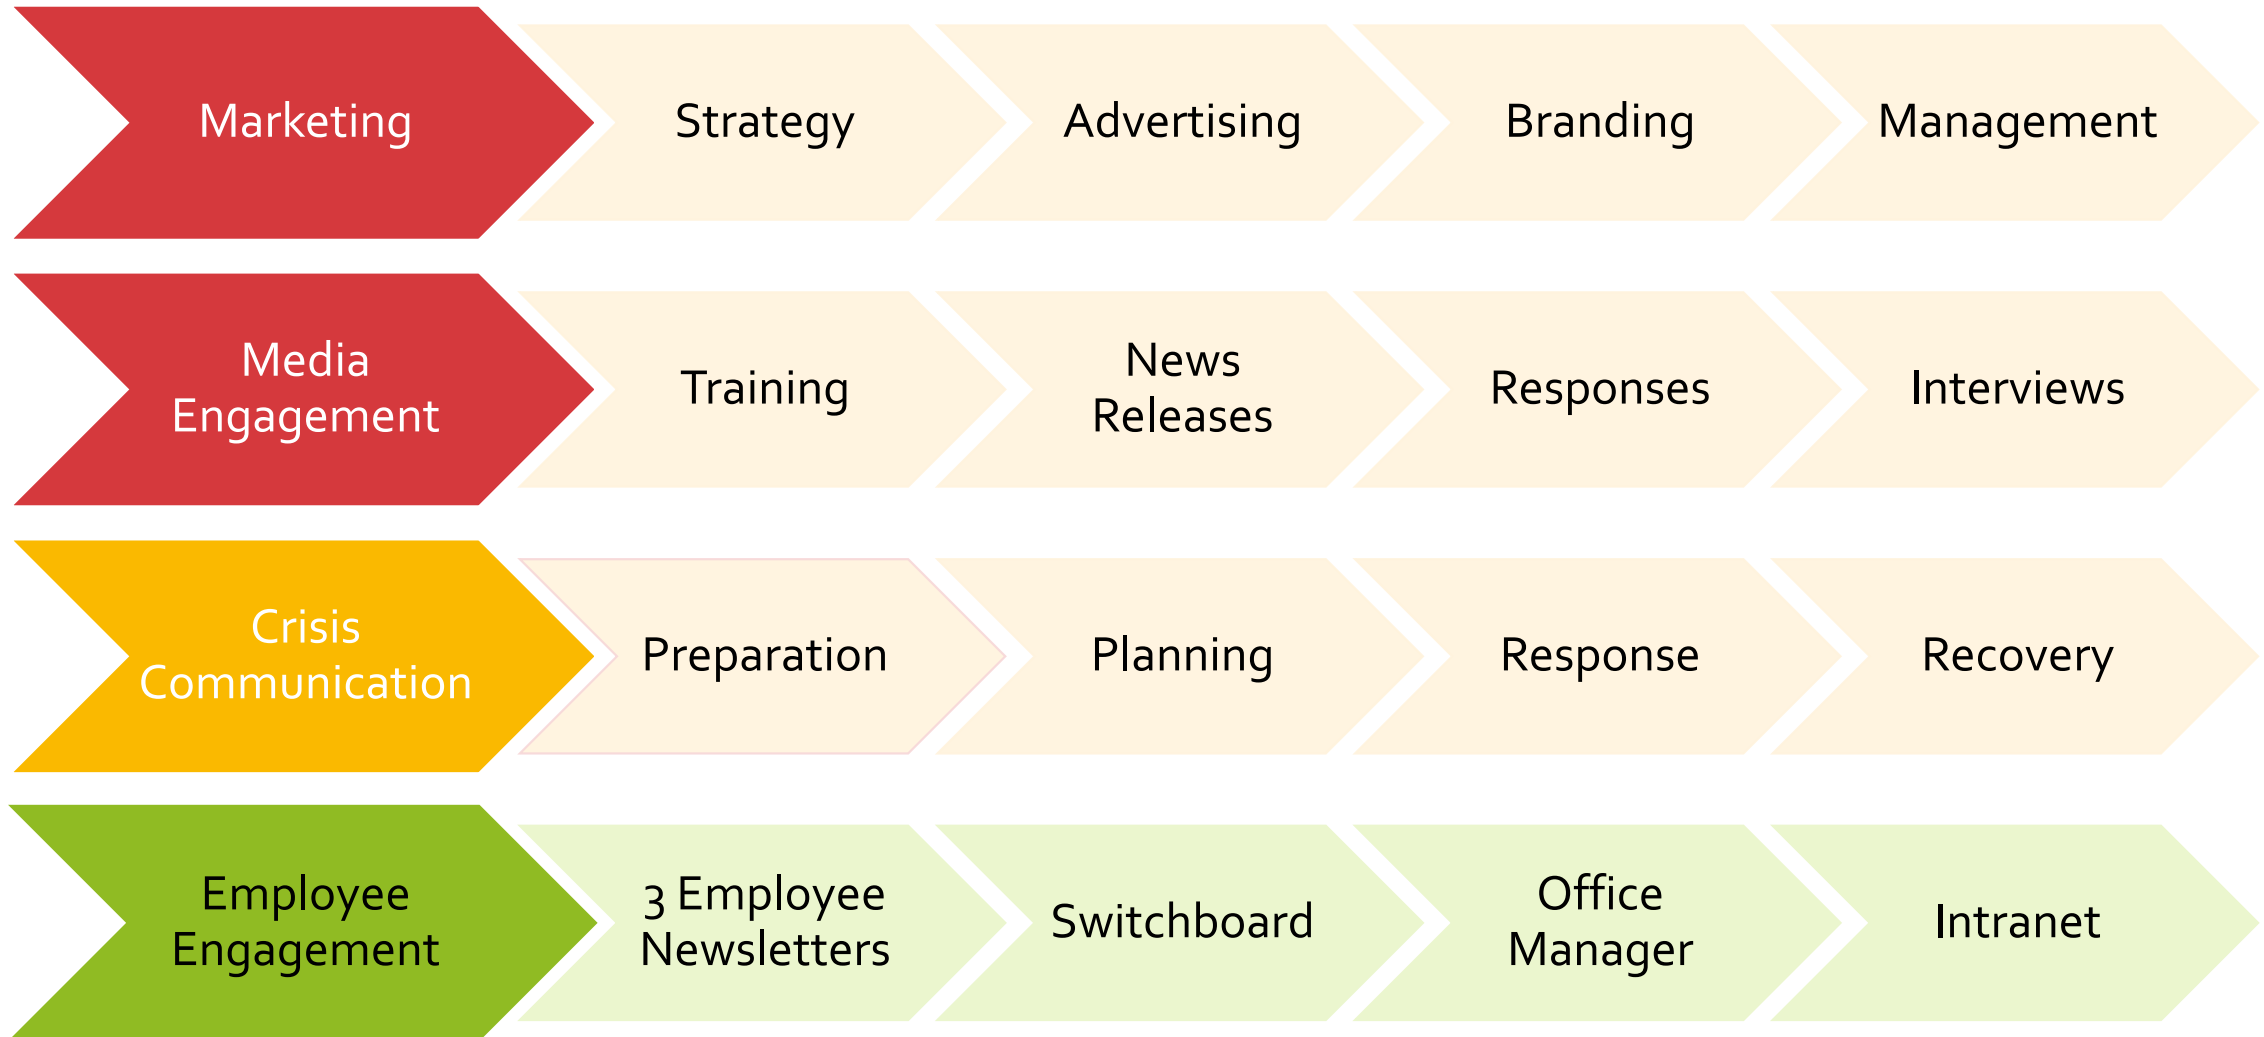 Marketing
Strategy
Advertising
Branding
Management
Media
Engagement
Training
News
Releases
Responses
Interviews
Crisis
Communication
Preparation
Planning
Response
Recovery
Employee
Engagement
3 Employee
Newsletters
Switchboard
Office
Manager
Intranet